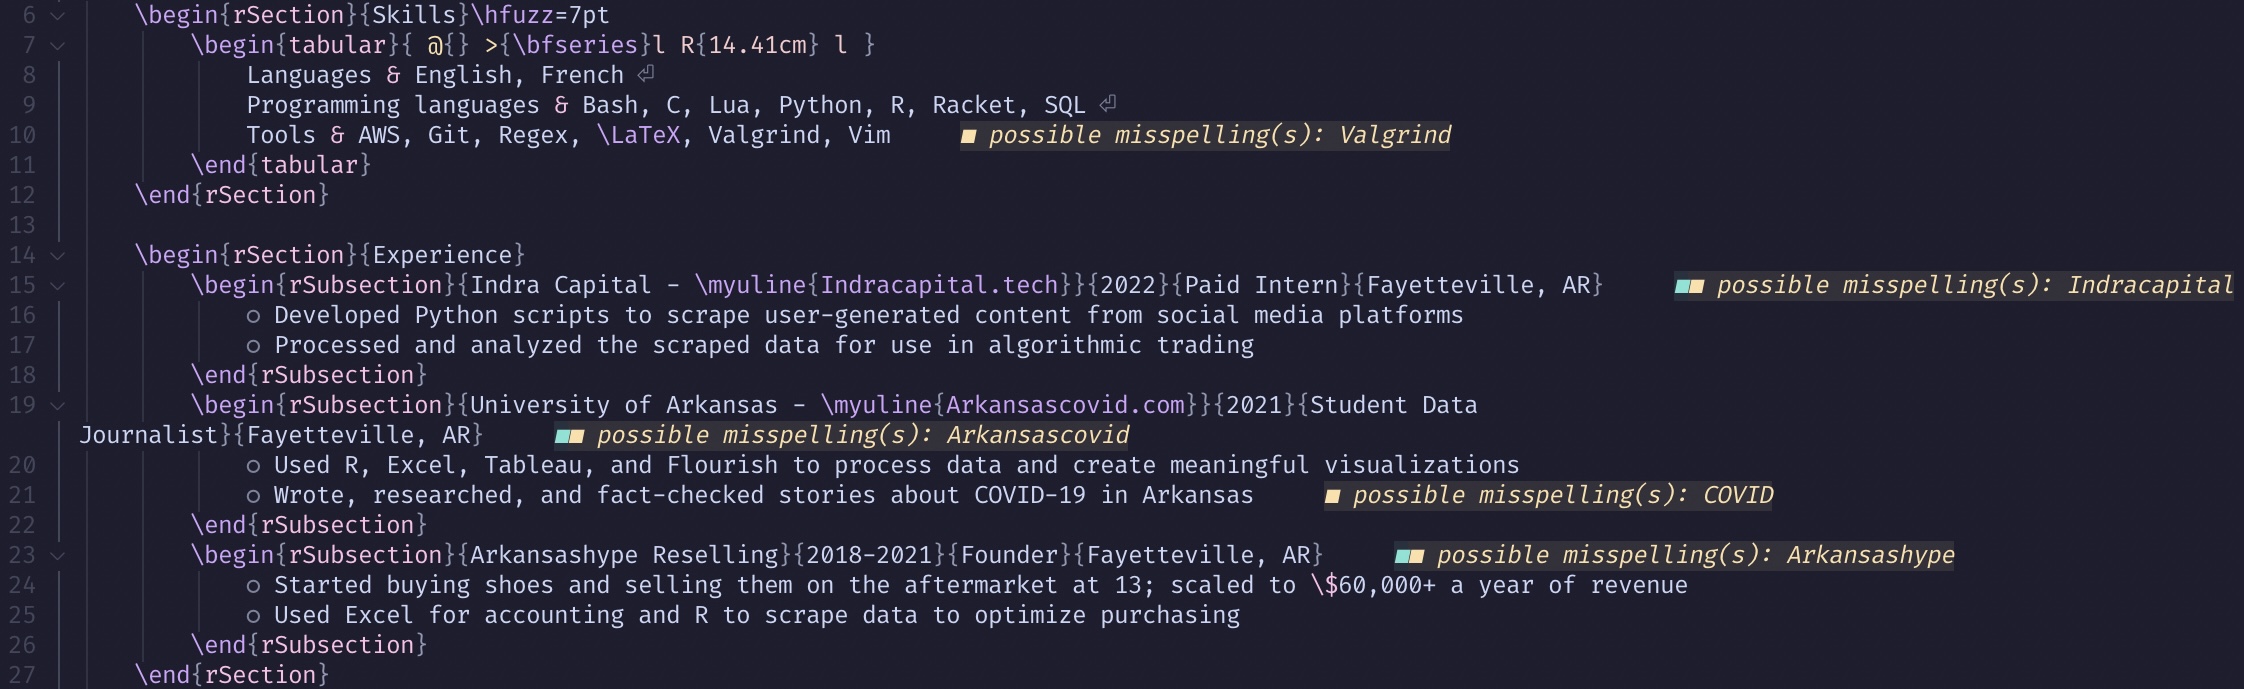 6 \begin{rSection}{Skills}\hfuzz=7pt
7 \begin{tabular}{ @{} >{\bfseries}l R{14.41cm} l }
8 Languages & English, French ⏎
9 Programming languages & Bash, C, Lua, Python, R, Racket, SQL ⏎
10 Tools & AWS, Git, Regex, \LaTeX, Valgrind, Vim ■ possible misspelling(s): Valgrind
11 \end{tabular}
12 \end{rSection}
13
14 \begin{rSection}{Experience}
15 \begin{rSubsection}{Indra Capital - \myuline{Indracapital.tech}}{2022}{Paid Intern}{Fayetteville, AR} ■■ possible misspelling(s): Indracapital
16 ○ Developed Python scripts to scrape user-generated content from social media platforms
17 ○ Processed and analyzed the scraped data for use in algorithmic trading
18 \end{rSubsection}
19 \begin{rSubsection}{University of Arkansas - \myuline{Arkansascovid.com}}{2021}{Student Data
Journalist}{Fayetteville, AR} ■■ possible misspelling(s): Arkansascovid
20 ○ Used R, Excel, Tableau, and Flourish to process data and create meaningful visualizations
21 ○ Wrote, researched, and fact-checked stories about COVID-19 in Arkansas ■ possible misspelling(s): COVID
22 \end{rSubsection}
23 \begin{rSubsection}{Arkansashype Reselling}{2018-2021}{Founder}{Fayetteville, AR} ■■ possible misspelling(s): Arkansashype
24 ○ Started buying shoes and selling them on the aftermarket at 13; scaled to \$60,000+ a year of revenue
25 ○ Used Excel for accounting and R to scrape data to optimize purchasing
26 \end{rSubsection}
27 \end{rSection}